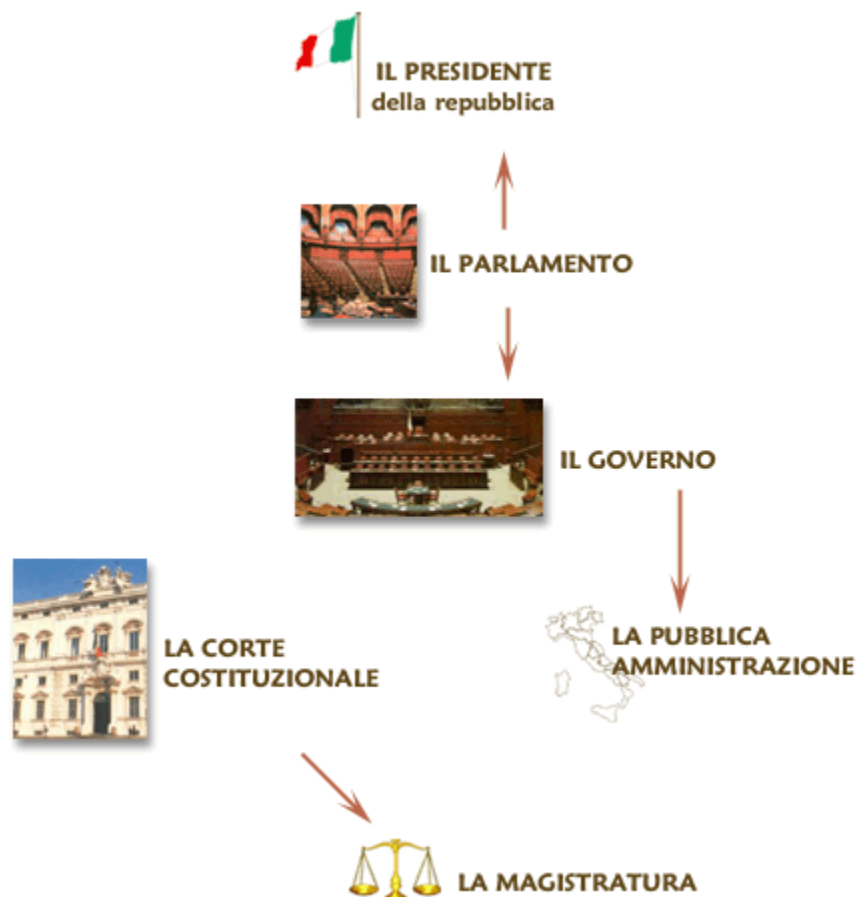 IL PRESIDENTE
della repubblica
IL PARLAMENTO
IL GOVERNO
LA CORTE
COSTITUZIONALE
LA PUBBLICA
AMMINISTRAZIONE
LA MAGISTRATURA